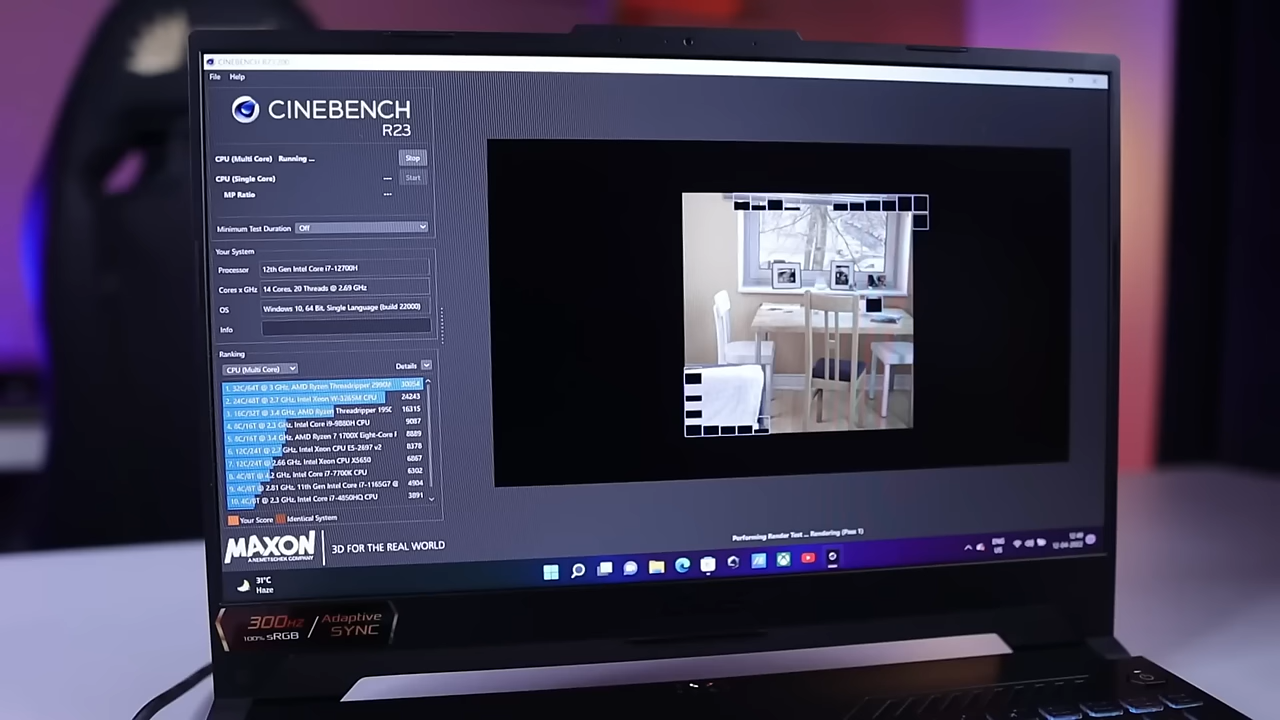 CINEBENCH R23.200
File Help
CINEBENCH
R23
CPU (Multi Core) Running ... Stop
CPU (Single Core) --- Start
MP Ratio ---
Minimum Test Duration Off
Your System
Processor 12th Gen Intel Core i7-12700H
Cores x GHz 14 Cores, 20 Threads @ 2.69 GHz
OS Windows 10, 64 Bit, Single Language (build 22000)
Info
Ranking
CPU (Multi Core) Details
1. 32C/64T @ 3 GHz, AMD Ryzen Threadripper 2990W 30054
2. 24C/48T @ 2.7 GHz, Intel Xeon W-3265M CPU 24243
3. 16C/32T @ 3.4 GHz, AMD Ryzen Threadripper 1950 16315
4. 8C/16T @ 2.3 GHz, Intel Core i9-9880H CPU 9087
5. 8C/16T @ 3.4 GHz, AMD Ryzen 7 1700X Eight-Core 8889
6. 12C/24T @ 2.7 GHz, Intel Xeon CPU E5-2697 v2 8378
7. 12C/24T @ 2.66 GHz, Intel Xeon CPU X5650 6867
8. 4C/8T @ 4.2 GHz, Intel Core i7-7700K CPU 6302
9. 4C/8T @ 2.81 GHz, 11th Gen Intel Core i7-1165G7 @ 4904
10. 4C/8T @ 2.3 GHz, Intel Core i7-4850HQ CPU 3891
Your Score Identical System
MAXON 3D FOR THE REAL WORLD
A NEMETSCHEK COMPANY
Performing Render Test ... Rendering (Pass 1)
31°C
Haze
ENG
US
12-04-2022
300Hz / Adaptive
100% sRGB SYNC